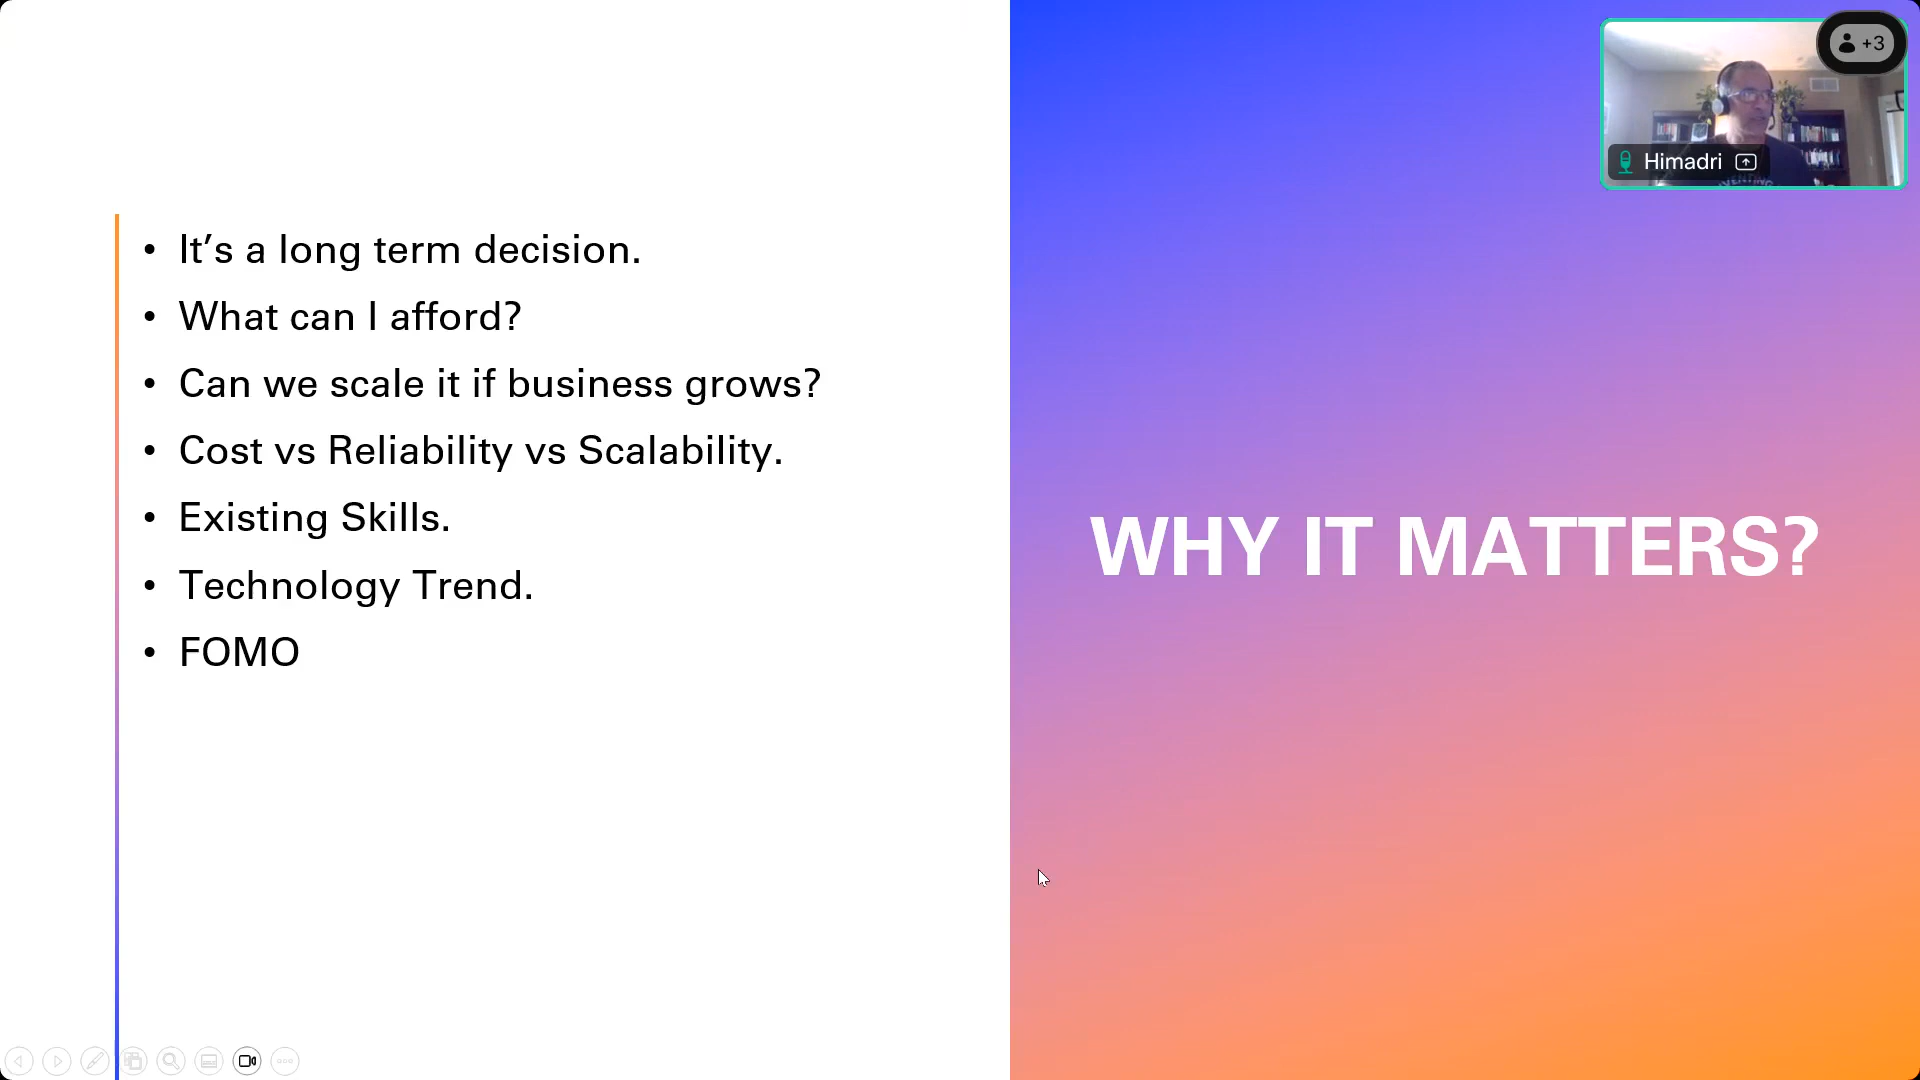 +3
Himadri
• It’s a long term decision.
• What can I afford?
• Can we scale it if business grows?
• Cost vs Reliability vs Scalability.
• Existing Skills.
• Technology Trend.
• FOMO
WHY IT MATTERS?